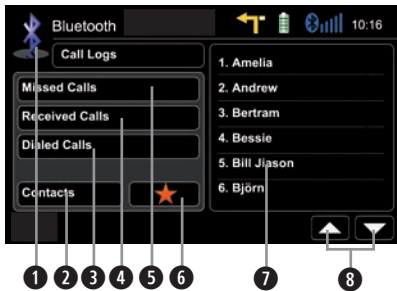 Bluetooth
10:16
Call Logs
Missed Calls
Received Calls
Dialed Calls
Contacts
1. Amelia
2. Andrew
3. Bertram
4. Bessie
5. Bill Jiason
6. Björn
1 2 3 4 5 6 7 8